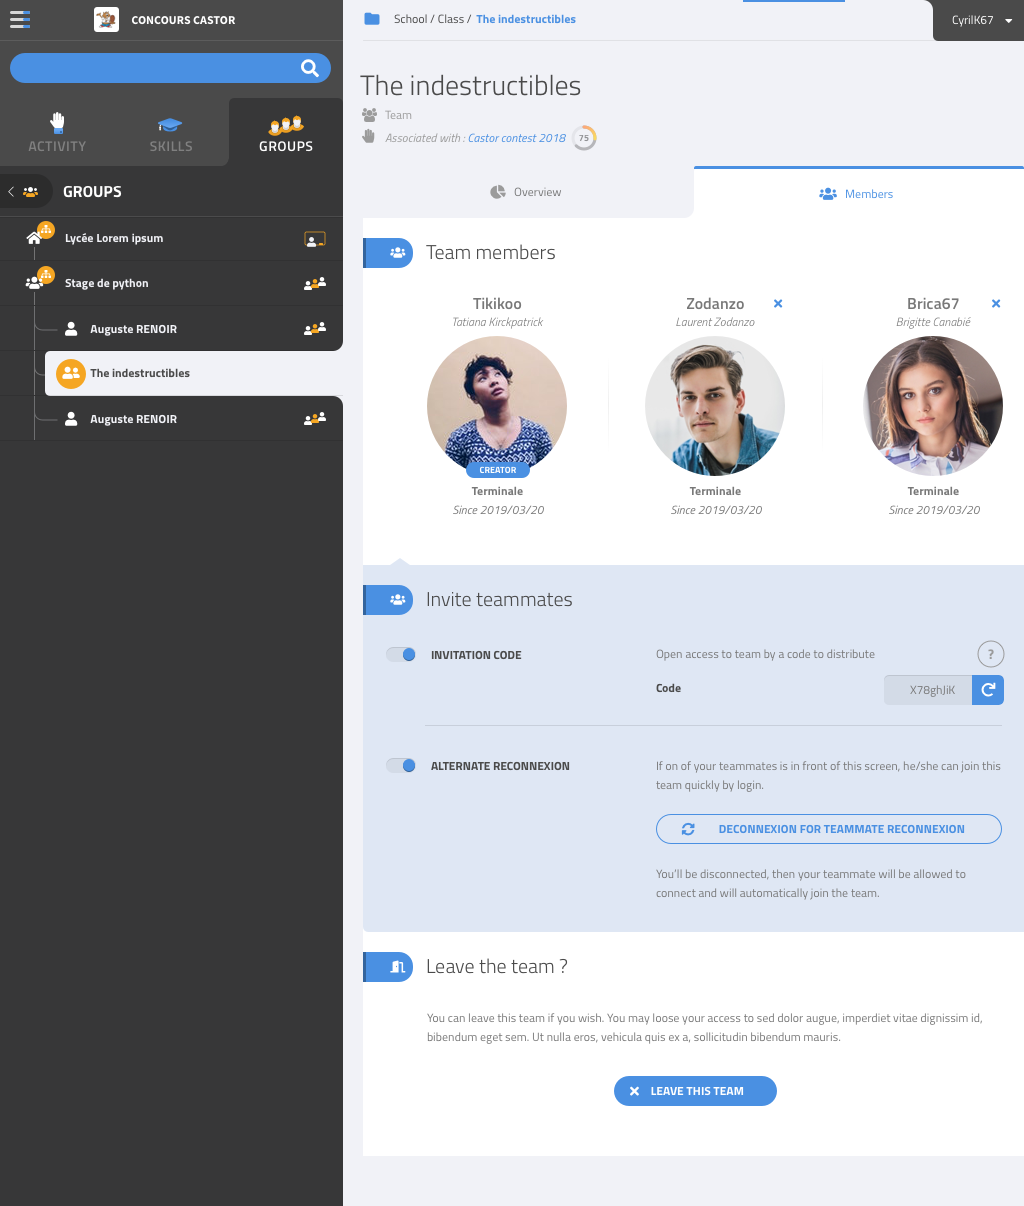 CONCOURS CASTOR
ACTIVITY
SKILLS
GROUPS
GROUPS
Lycée Lorem ipsum
Stage de python
Auguste RENOIR
The indestructibles
Auguste RENOIR
School / Class / The indestructibles
CyrilK67
The indestructibles
Team
Associated with : Castor contest 2018 75
Overview
Members
Team members
Tikikoo
Tatiana Kirckpatrick
CREATOR
Terminale
Since 2019/03/20
Zodanzo
Laurent Zodanzo
Terminale
Since 2019/03/20
Brica67
Brigitte Canabié
Terminale
Since 2019/03/20
Invite teammates
INVITATION CODE
Open access to team by a code to distribute
?
Code
X78ghJiK
ALTERNATE RECONNEXION
If on of your teammates is in front of this screen, he/she can join this
team quickly by login.
DECONNEXION FOR TEAMMATE RECONNEXION
You'll be disconnected, then your teammate will be allowed to
connect and will automatically join the team.
Leave the team ?
You can leave this team if you wish. You may loose your access to sed dolor augue, imperdiet vitae dignissim id,
bibendum eget sem. Ut nulla eros, vehicula quis ex a, sollicitudin bibendum mauris.
LEAVE THIS TEAM